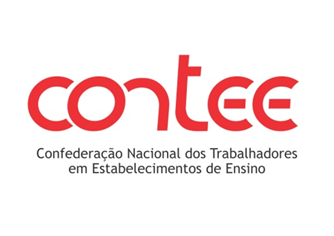 contee
Confederação Nacional dos Trabalhadores
em Estabelecimentos de Ensino